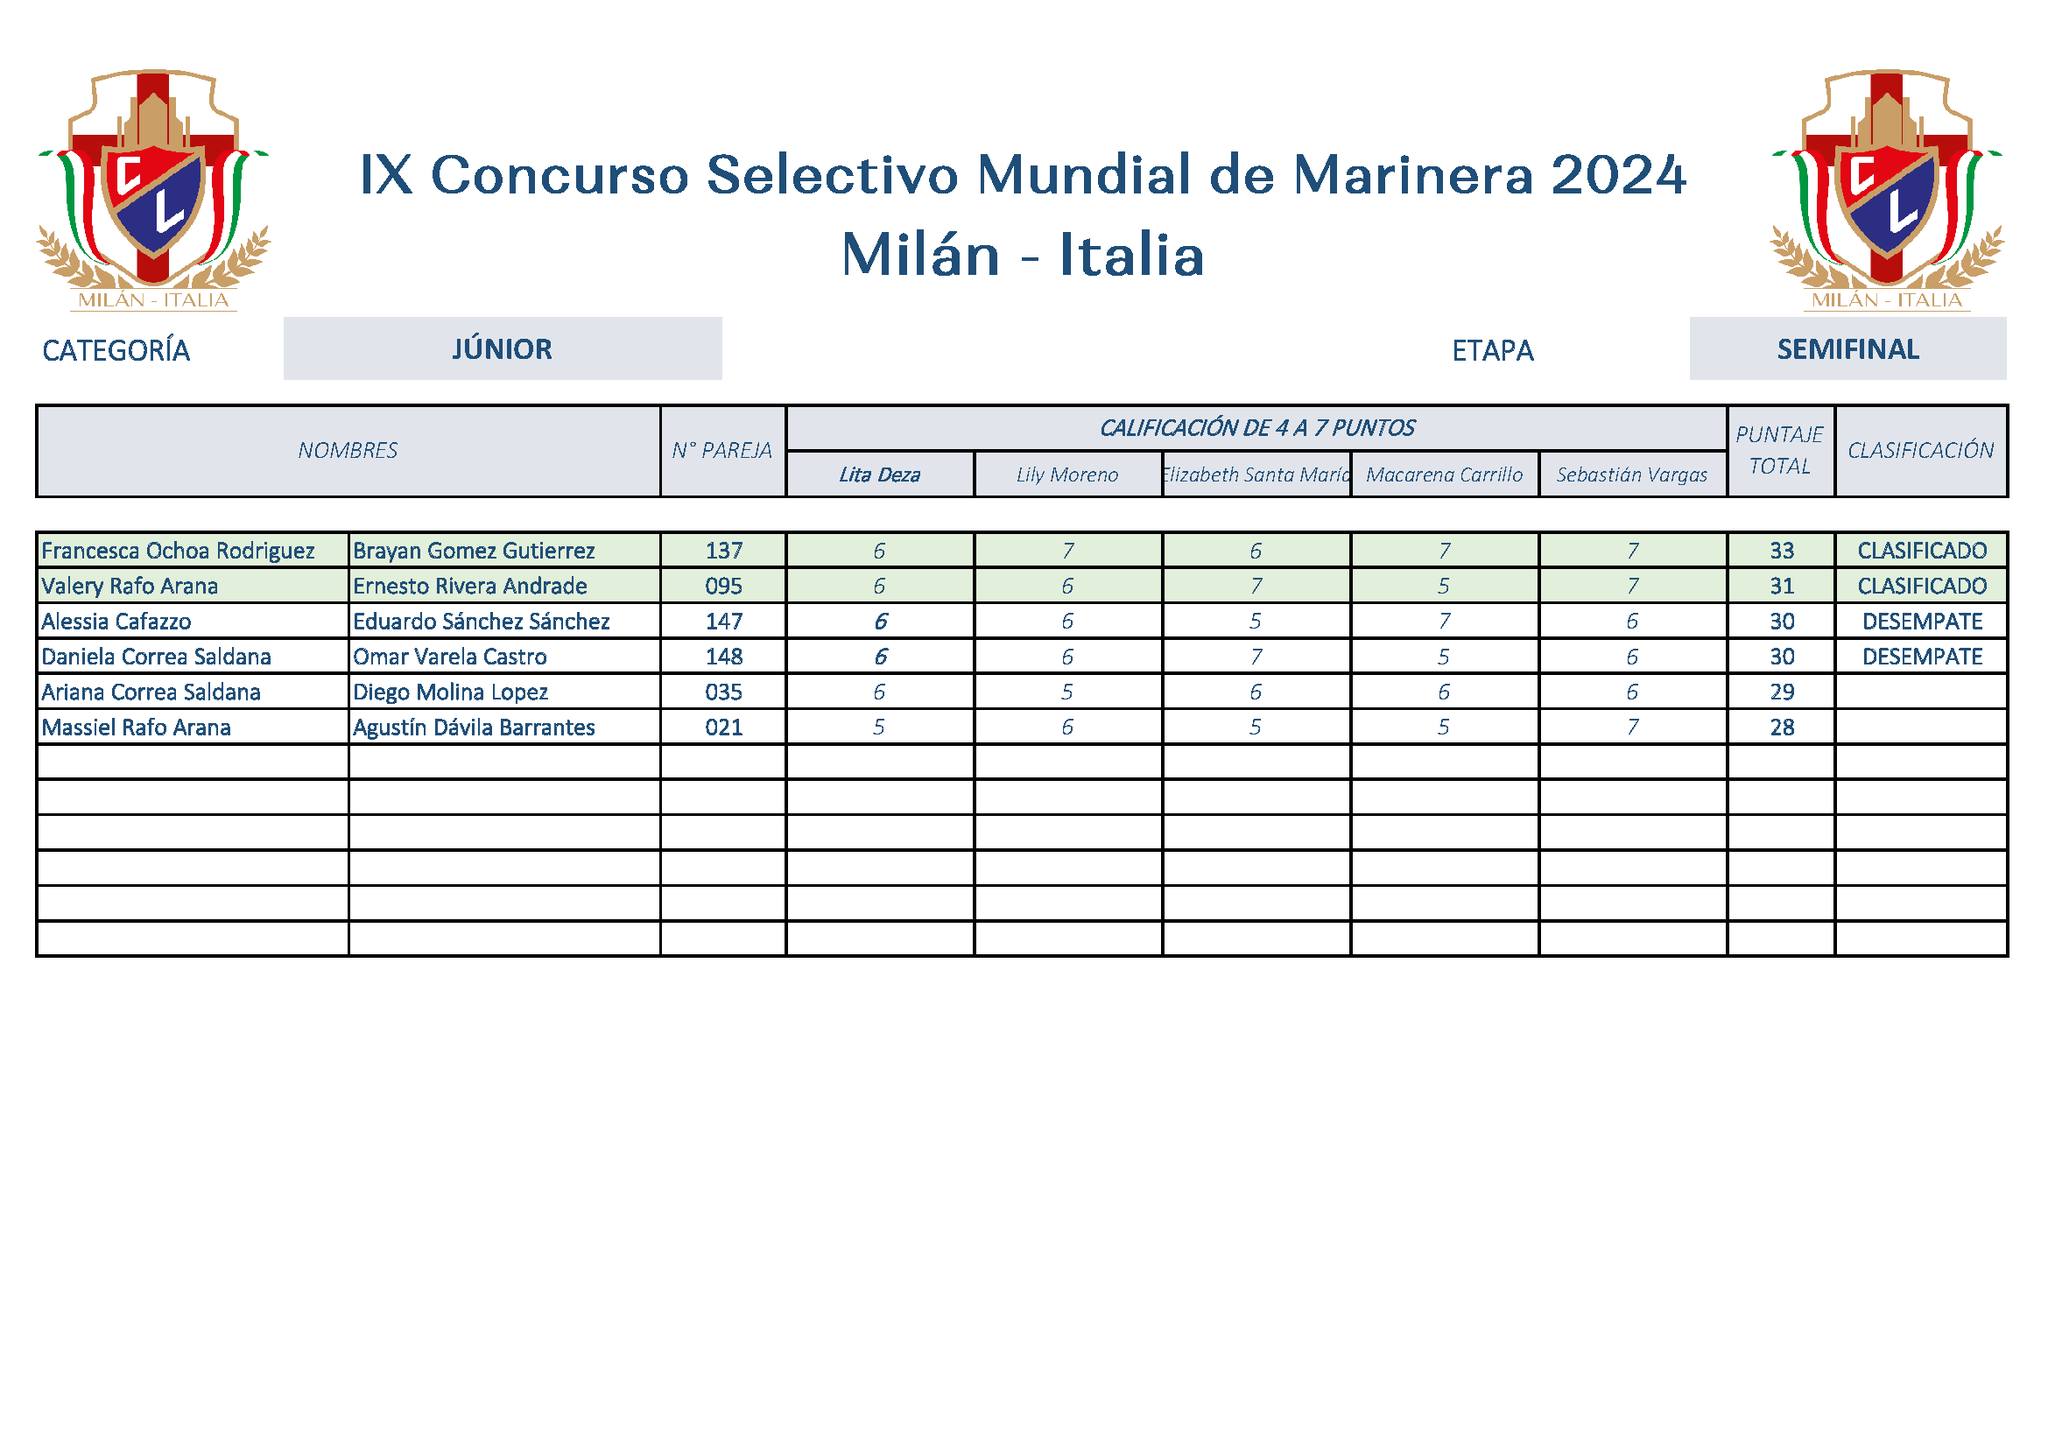 IX Concurso Selectivo Mundial de Marinera 2024
Milán - Italia
CL
MILÁN - ITALIA
CL
MILÁN - ITALIA
CATEGORÍA JÚNIOR ETAPA SEMIFINAL
NOMBRES N° PAREJA CALIFICACIÓN DE 4 A 7 PUNTOS PUNTAJE TOTAL CLASIFICACIÓN
Lita Deza Lily Moreno Elizabeth Santa María Macarena Carrillo Sebastián Vargas
Francesca Ochoa Rodriguez Brayan Gomez Gutierrez 137 6 7 6 7 7 33 CLASIFICADO
Valery Rafo Arana Ernesto Rivera Andrade 095 6 6 7 5 7 31 CLASIFICADO
Alessia Cafazzo Eduardo Sánchez Sánchez 147 6 6 5 7 6 30 DESEMPATE
Daniela Correa Saldana Omar Varela Castro 148 6 6 7 5 6 30 DESEMPATE
Ariana Correa Saldana Diego Molina Lopez 035 6 5 6 6 6 29
Massiel Rafo Arana Agustín Dávila Barrantes 021 5 6 5 5 7 28